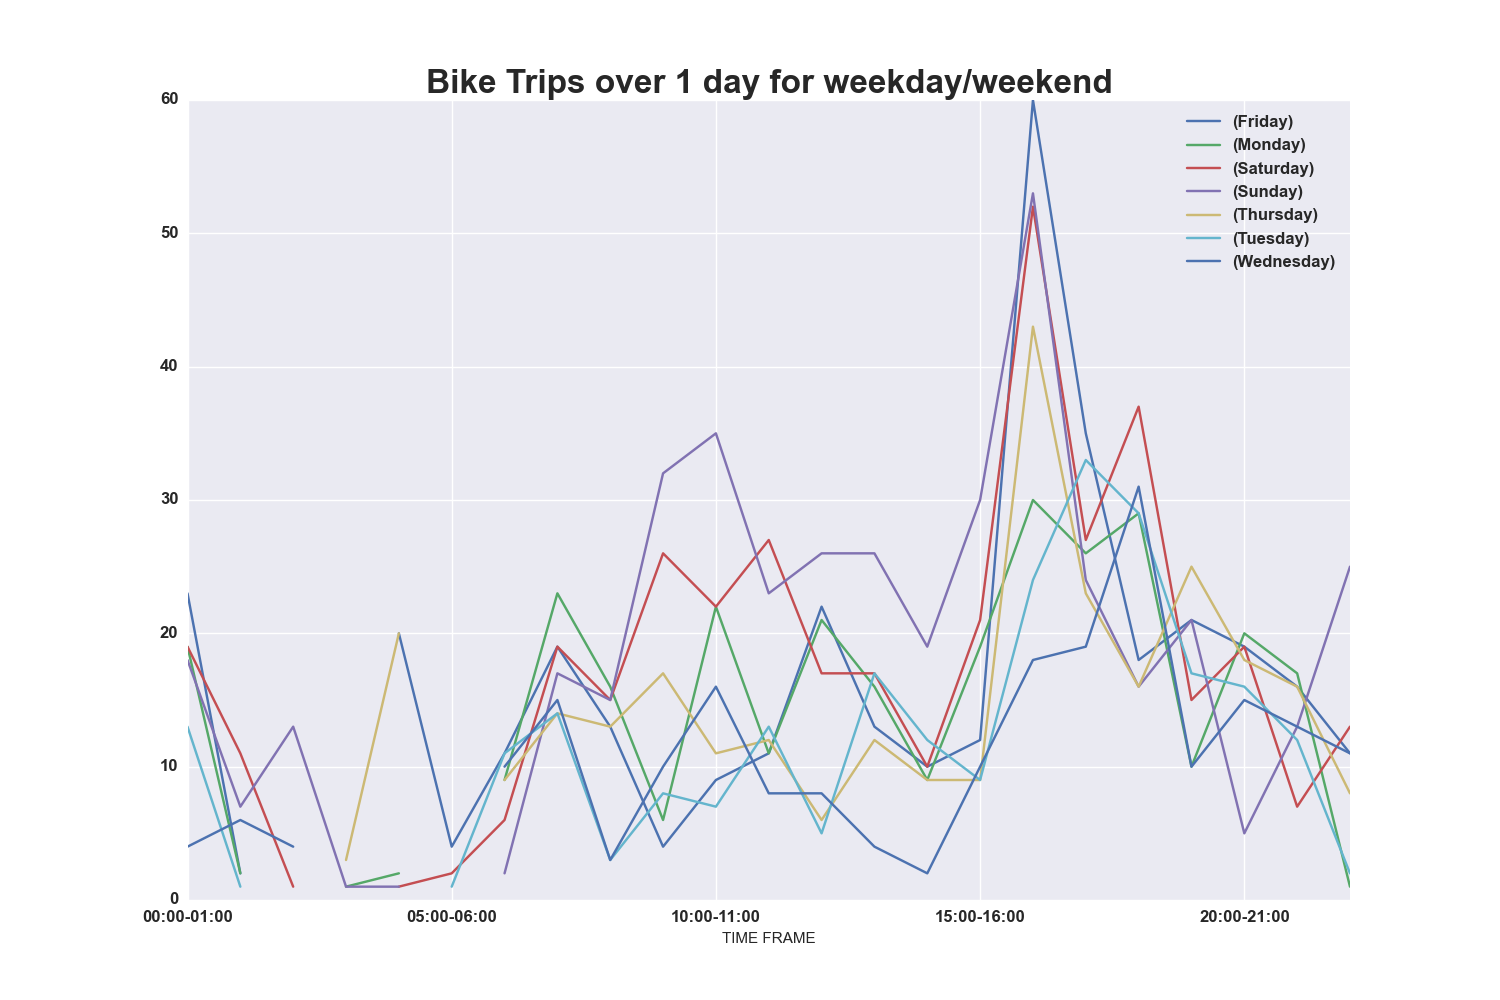 Bike Trips over 1 day for weekday/weekend
60
50
40
30
20
10
0
(Friday)
(Monday)
(Saturday)
(Sunday)
(Thursday)
(Tuesday)
(Wednesday)
00:00-01:00 05:00-06:00 10:00-11:00 15:00-16:00 20:00-21:00
TIME FRAME